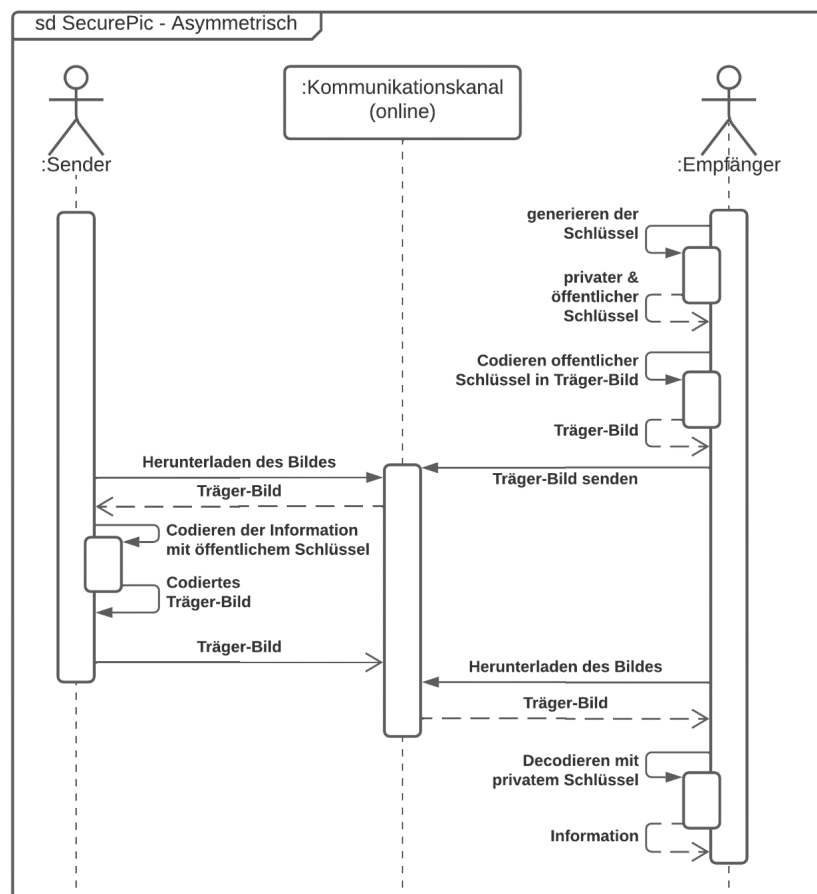 sd SecurePic - Asymmetrisch
:Sender
:Kommunikationskanal
(online)
:Empfänger
generieren der
Schlüssel
privater &
öffentlicher
Schlüssel
Codieren offentlicher
Schlüssel in Träger-Bild
Träger-Bild
Herunterladen des Bildes
Träger-Bild senden
Träger-Bild
Codieren der Information
mit öffentlichem Schlüssel
Codiertes
Träger-Bild
Träger-Bild
Herunterladen des Bildes
Träger-Bild
Decodieren mit
privatem Schlüssel
Information